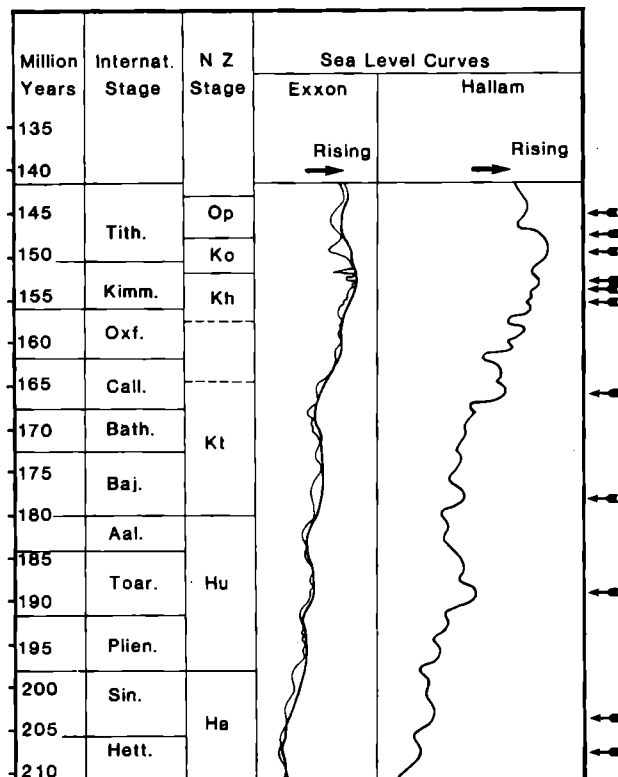 Million Years
Internat. Stage
N Z Stage
Sea Level Curves
Exxon
Hallam
Rising
Rising
135
140
145
150
155
160
165
170
175
180
185
190
195
200
205
210
Tith.
Kimm.
Oxf.
Call.
Bath.
Baj.
Aal.
Toar.
Plien.
Sin.
Hett.
Op
Ko
Kh
Kt
Hu
Ha